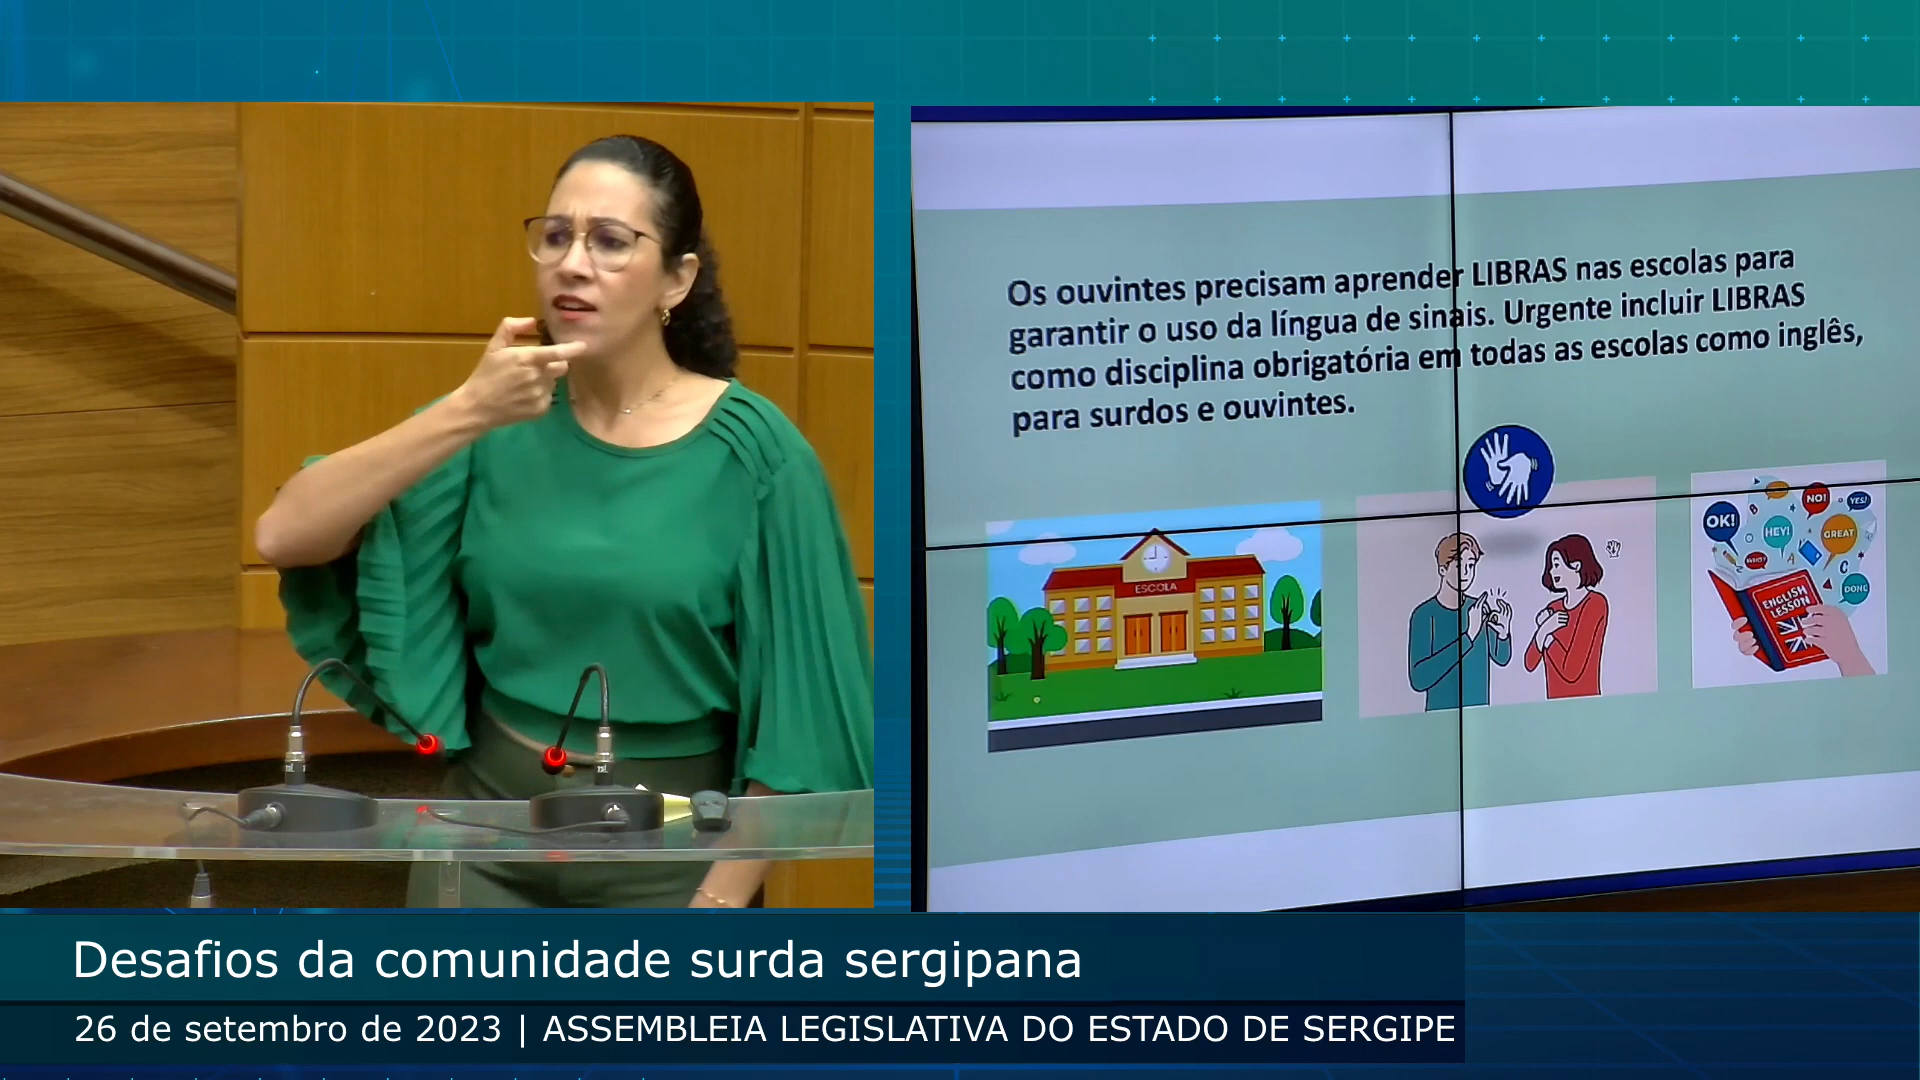 Os ouvintes precisam aprender LIBRAS nas escolas para
garantir o uso da língua de sinais. Urgente incluir LIBRAS
como disciplina obrigatória em todas as escolas como inglês,
para surdos e ouvintes.
ESCOLA
OK!
NO!
YES!
HEY!
GREAT
DONE
ENGLISH
LESSON
Desafios da comunidade surda sergipana
26 de setembro de 2023 | ASSEMBLEIA LEGISLATIVA DO ESTADO DE SERGIPE